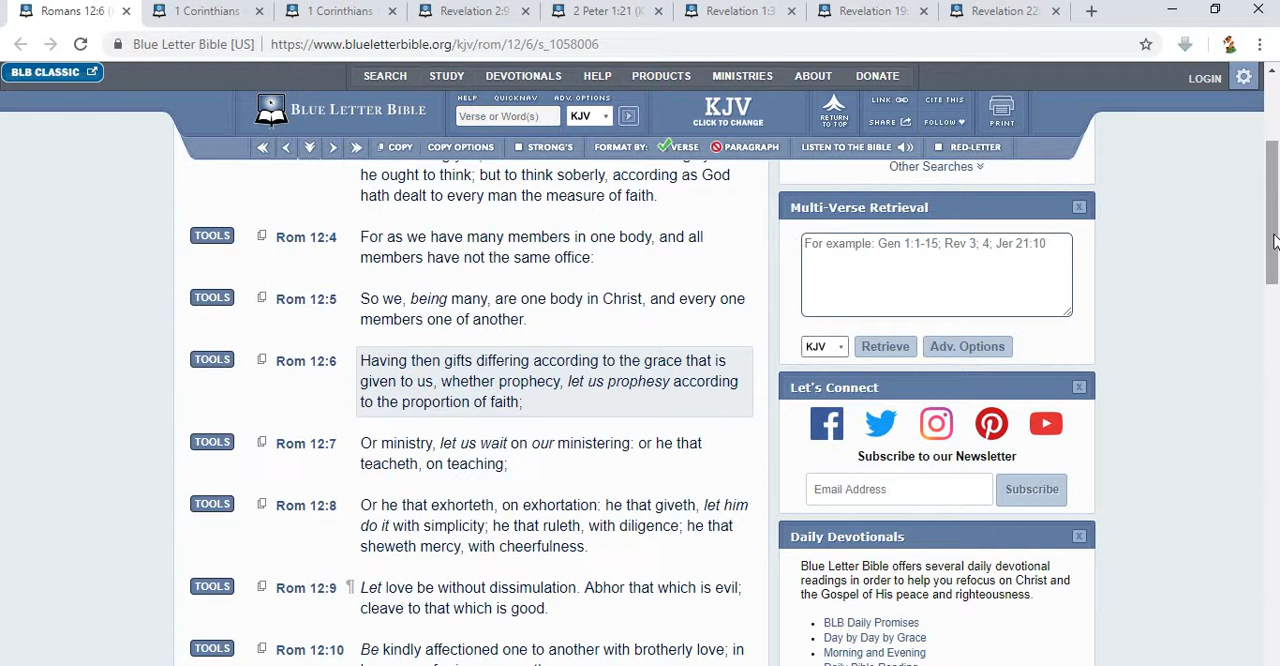 Romans 12:6 (
1 Corinthians
1 Corinthians
Revelation 2:9
2 Peter 1:21 (K
Revelation 1:3
Revelation 19:
Revelation 22:
Blue Letter Bible [US]
https://www.blueletterbible.org/kjv/rom/12/6/s_1058006
BLB CLASSIC
SEARCH STUDY DEVOTIONALS HELP PRODUCTS MINISTRIES ABOUT DONATE
LOGIN
BLUE LETTER BIBLE
HELP QUICKNAV ADV. OPTIONS
Verse or Word(s)
KJV
KJV
CLICK TO CHANGE
RETURN
TO TOP
LINK
CITE THIS
SHARE
FOLLOW
PRINT
COPY COPY OPTIONS STRONG'S FORMAT BY: VERSE PARAGRAPH LISTEN TO THE BIBLE RED-LETTER
he ought to think; but to think soberly, according as God
hath dealt to every man the measure of faith.
TOOLS Rom 12:4 For as we have many members in one body, and all
members have not the same office:
TOOLS Rom 12:5 So we, being many, are one body in Christ, and every one
members one of another.
TOOLS Rom 12:6 Having then gifts differing according to the grace that is
given to us, whether prophecy, let us prophesy according
to the proportion of faith;
TOOLS Rom 12:7 Or ministry, let us wait on our ministering: or he that
teacheth, on teaching;
TOOLS Rom 12:8 Or he that exhorteth, on exhortation: he that giveth, let him
do it with simplicity; he that ruleth, with diligence; he that
sheweth mercy, with cheerfulness.
TOOLS Rom 12:9 ¶ Let love be without dissimulation. Abhor that which is evil;
cleave to that which is good.
TOOLS Rom 12:10 Be kindly affectioned one to another with brotherly love; in
Other Searches
Multi-Verse Retrieval
For example: Gen 1:1-15; Rev 3; 4; Jer 21:10
KJV Retrieve Adv. Options
Let's Connect
Subscribe to our Newsletter
Email Address Subscribe
Daily Devotionals
Blue Letter Bible offers several daily devotional
readings in order to help you refocus on Christ and
the Gospel of His peace and righteousness.
BLB Daily Promises
Day by Day by Grace
Morning and Evening